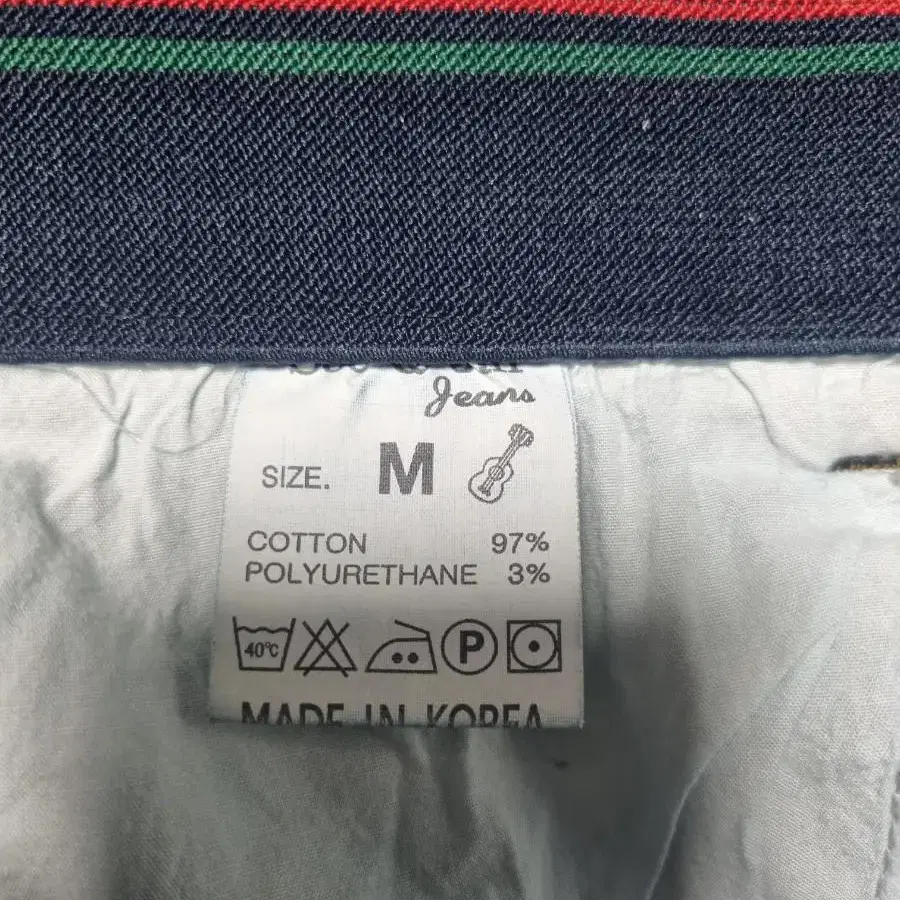 Jeans
SIZE. M
COTTON 97%
POLYURETHANE 3%
40℃ P
MADE IN KOREA